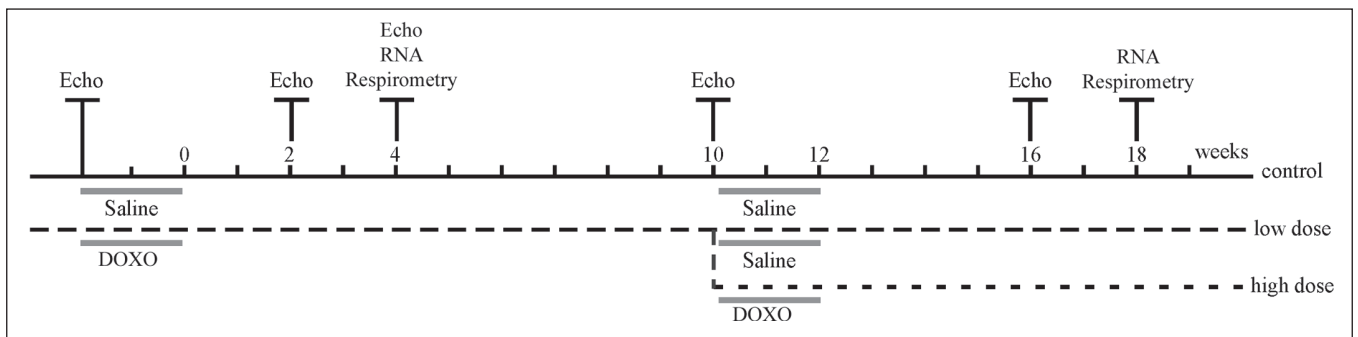 Echo
Echo
Echo
RNA
Respirometry
Echo
Echo
RNA
Respirometry
0 2 4 10 12 16 18 weeks
control
Saline Saline
low dose
DOXO Saline
high dose
DOXO